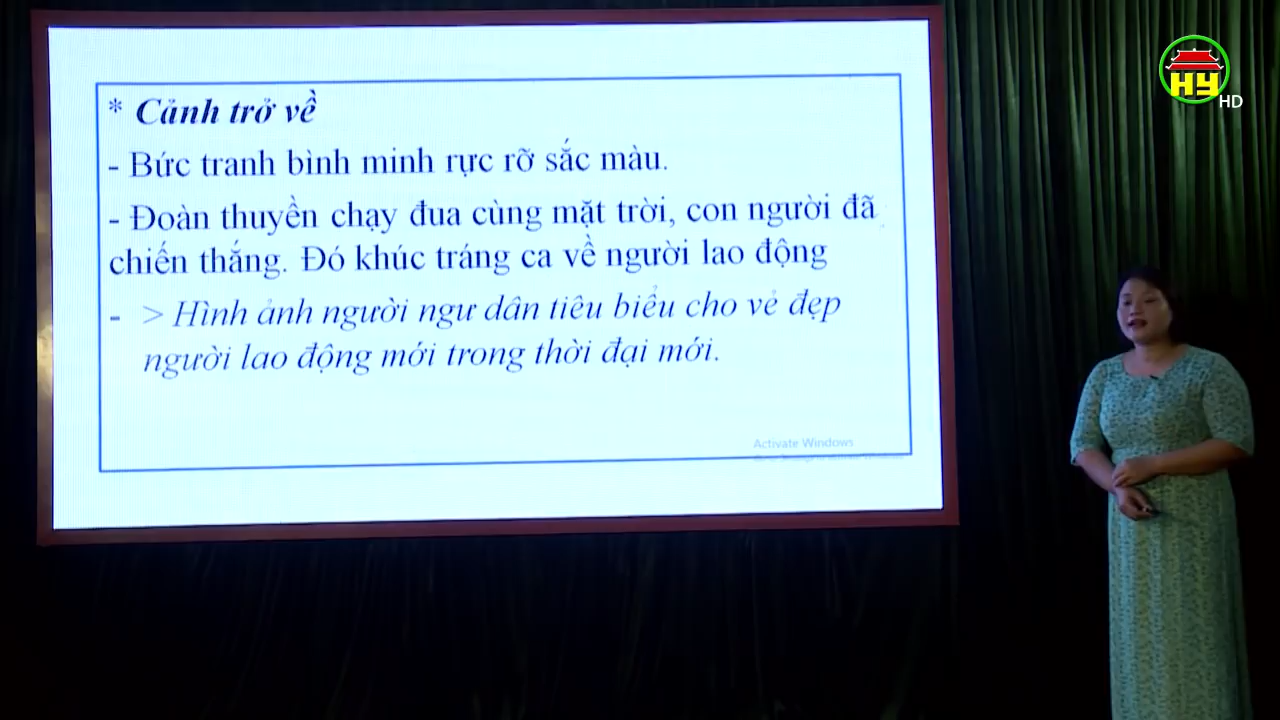 * Cảnh trở về
- Bức tranh bình minh rực rỡ sắc màu.
- Đoàn thuyền chạy đua cùng mặt trời, con người đã
chiến thắng. Đó khúc tráng ca về người lao động
- > Hình ảnh người ngư dân tiêu biểu cho vẻ đẹp
người lao động mới trong thời đại mới.
Activate Windows
HY
HD